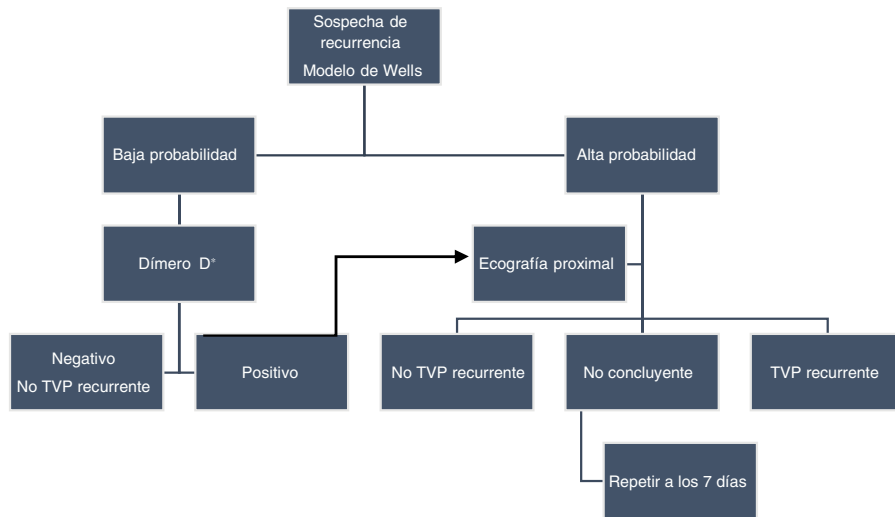 Sospecha de
recurrencia
Modelo de Wells
Baja probabilidad
Alta probabilidad
Dímero D*
Ecografía proximal
Negativo
No TVP recurrente
Positivo
No TVP recurrente
No concluyente
TVP recurrente
Repetir a los 7 días